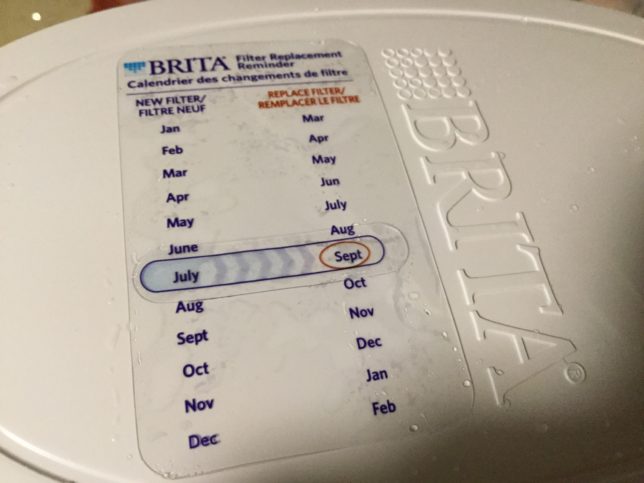 BRITA Filter Replacement Reminder
Calendrier des changements de filtre
NEW FILTER/
FILTRE NEUF
REPLACE FILTER/
REMPLACER LE FILTRE
Jan Mar
Feb Apr
Mar May
Apr Jun
May July
June Aug
July Sept
Aug Oct
Sept Nov
Oct Dec
Nov Jan
Dec Feb
BRITA®